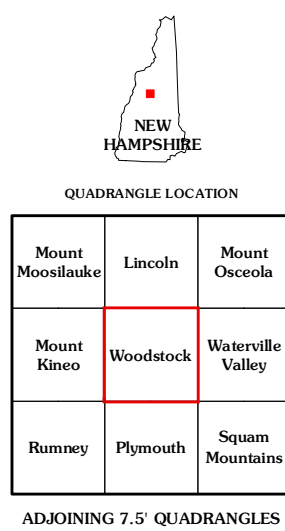 NEW
HAMPSHIRE
QUADRANGLE LOCATION
Mount
Moosilauke
Lincoln
Mount
Osceola
Mount
Kineo
Woodstock
Waterville
Valley
Rumney
Plymouth
Squam
Mountains
ADJOINING 7.5' QUADRANGLES